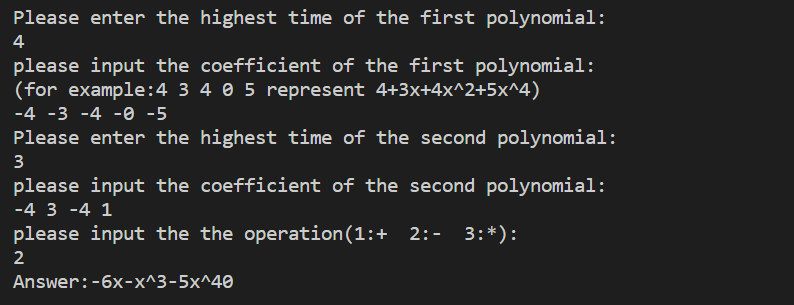 Please enter the highest time of the first polynomial:
4
please input the coefficient of the first polynomial:
(for example:4 3 4 0 5 represent 4+3x+4x^2+5x^4)
-4 -3 -4 -0 -5
Please enter the highest time of the second polynomial:
3
please input the coefficient of the second polynomial:
-4 3 -4 1
please input the the operation(1:+  2:-  3:*):
2
Answer:-6x-x^3-5x^40